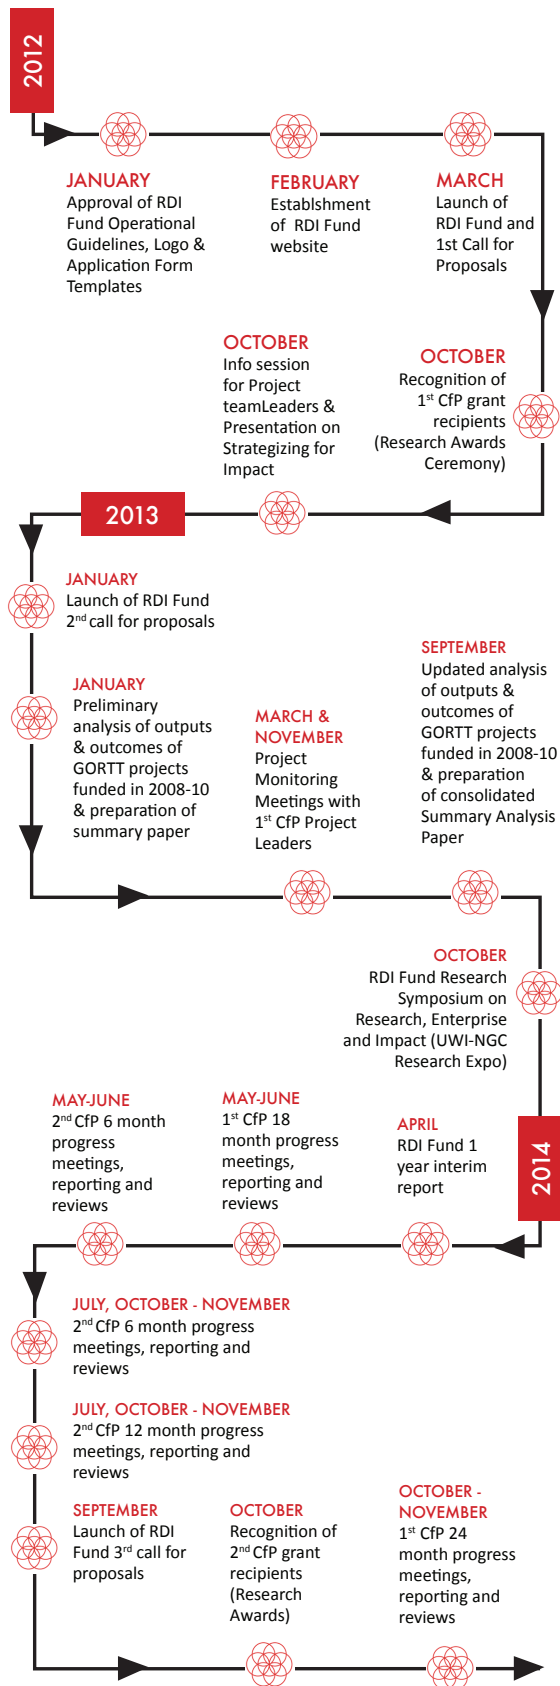 2012
JANUARY
Approval of RDI
Fund Operational
Guidelines, Logo &
Application Form
Templates
FEBRUARY
Establshment
of RDI Fund
website
MARCH
Launch of
RDI Fund and
1st Call for
Proposals
OCTOBER
Recognition of
1st CfP grant
recipients
(Research Awards
Ceremony)
OCTOBER
Info session
for Project
teamLeaders &
Presentation on
Strategizing for
Impact
2013
JANUARY
Launch of RDI Fund
2nd call for proposals
JANUARY
Preliminary
analysis of outputs
& outcomes of
GORTT projects
funded in 2008-10
& preparation of
summary paper
MARCH &
NOVEMBER
Project
Monitoring
Meetings with
1st CfP Project
Leaders
SEPTEMBER
Updated analysis
of outputs &
outcomes of
GORTT projects
funded in 2008-10
& preparation
of consolidated
Summary Analysis
Paper
OCTOBER
RDI Fund Research
Symposium on
Research, Enterprise
and Impact (UWI-NGC
Research Expo)
2014
APRIL
RDI Fund 1
year interim
report
MAY-JUNE
1st CfP 18
month progress
meetings,
reporting and
reviews
MAY-JUNE
2nd CfP 6 month
progress
meetings,
reporting and
reviews
JULY, OCTOBER - NOVEMBER
2nd CfP 6 month progress
meetings, reporting and
reviews
JULY, OCTOBER - NOVEMBER
2nd CfP 12 month progress
meetings, reporting and
reviews
SEPTEMBER
Launch of RDI
Fund 3rd call for
proposals
OCTOBER
Recognition of
2nd CfP grant
recipients
(Research
Awards)
OCTOBER -
NOVEMBER
1st CfP 24
month progress
meetings,
reporting and
reviews